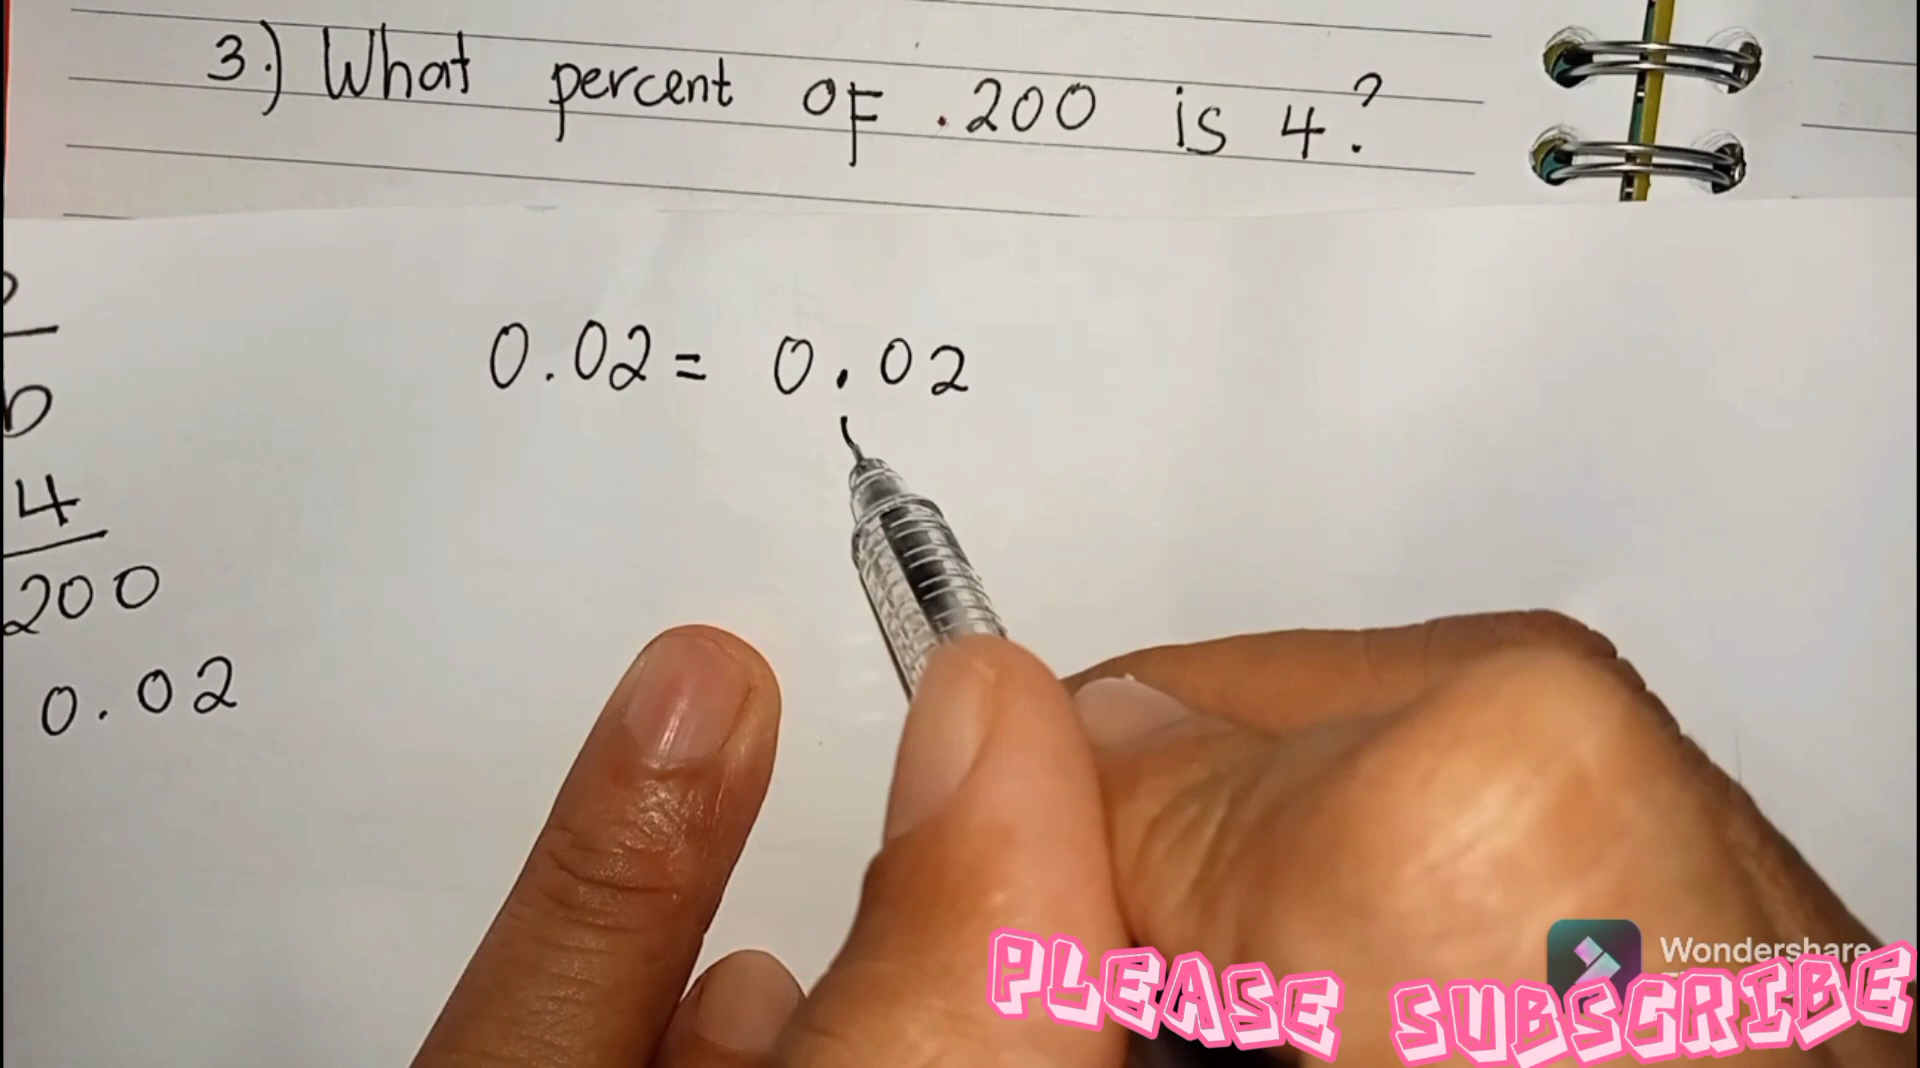 3.) What percent of .200 is 4?
0.02 = 0.02
b
4
200
0.02
Wondershare
PLEASE SUBSCRIBE